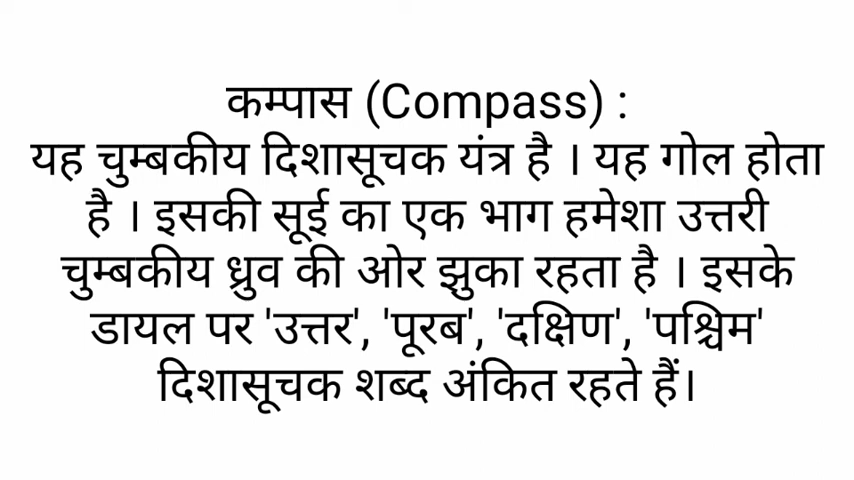 कम्पास (Compass) :
यह चुम्बकीय दिशासूचक यंत्र है । यह गोल होता
है । इसकी सूई का एक भाग हमेशा उत्तरी
चुम्बकीय ध्रुव की ओर झुका रहता है । इसके
डायल पर 'उत्तर', 'पूरब', 'दक्षिण', 'पश्चिम'
दिशासूचक शब्द अंकित रहते हैं।